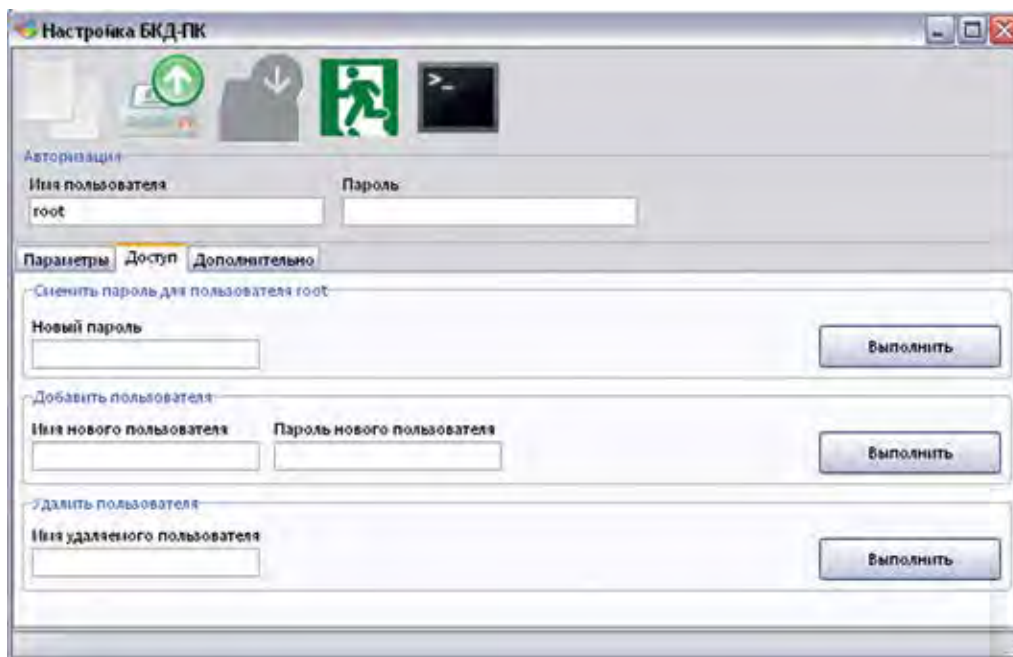 Настройка БКД-ПК
>_
Авторизация
Имя пользователя
Пароль
root
Параметры Доступ Дополнительно
Сменить пароль для пользователя root
Новый пароль
Выполнить
Добавить пользователя
Имя нового пользователя
Пароль нового пользователя
Выполнить
Удалить пользователя
Имя удаляемого пользователя
Выполнить